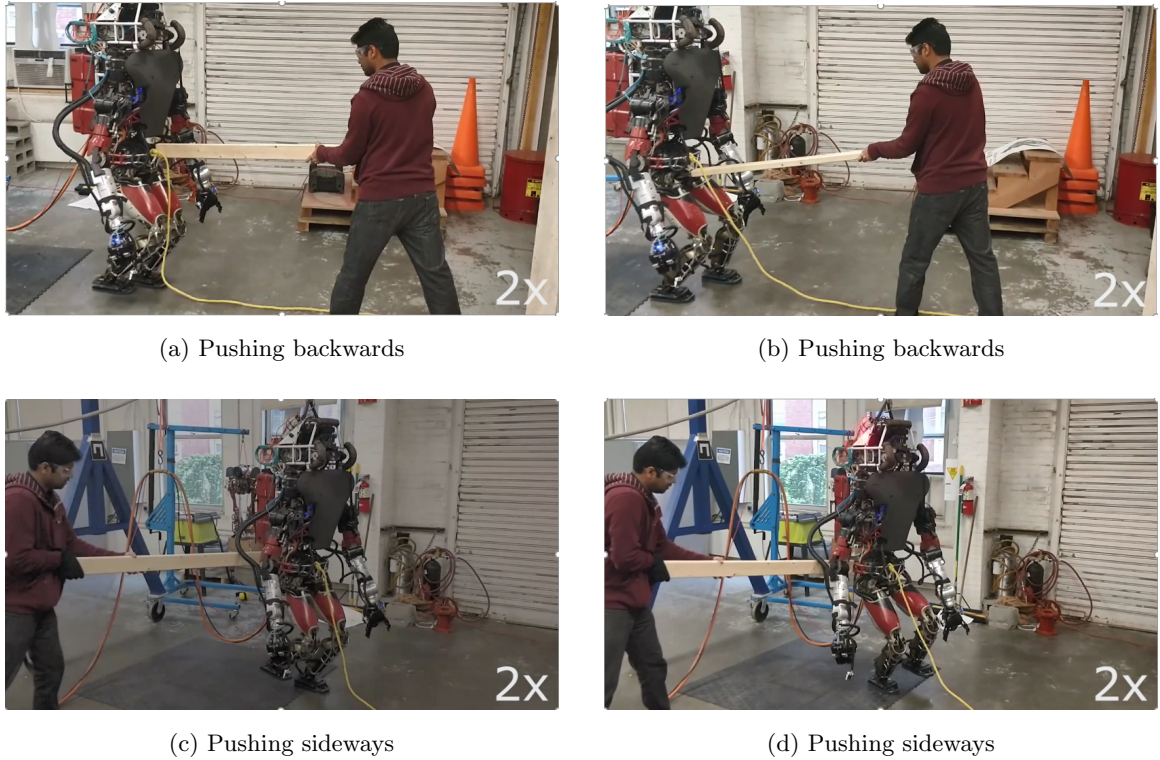 2x
2x
(a) Pushing backwards
(b) Pushing backwards
2x
2x
(c) Pushing sideways
(d) Pushing sideways